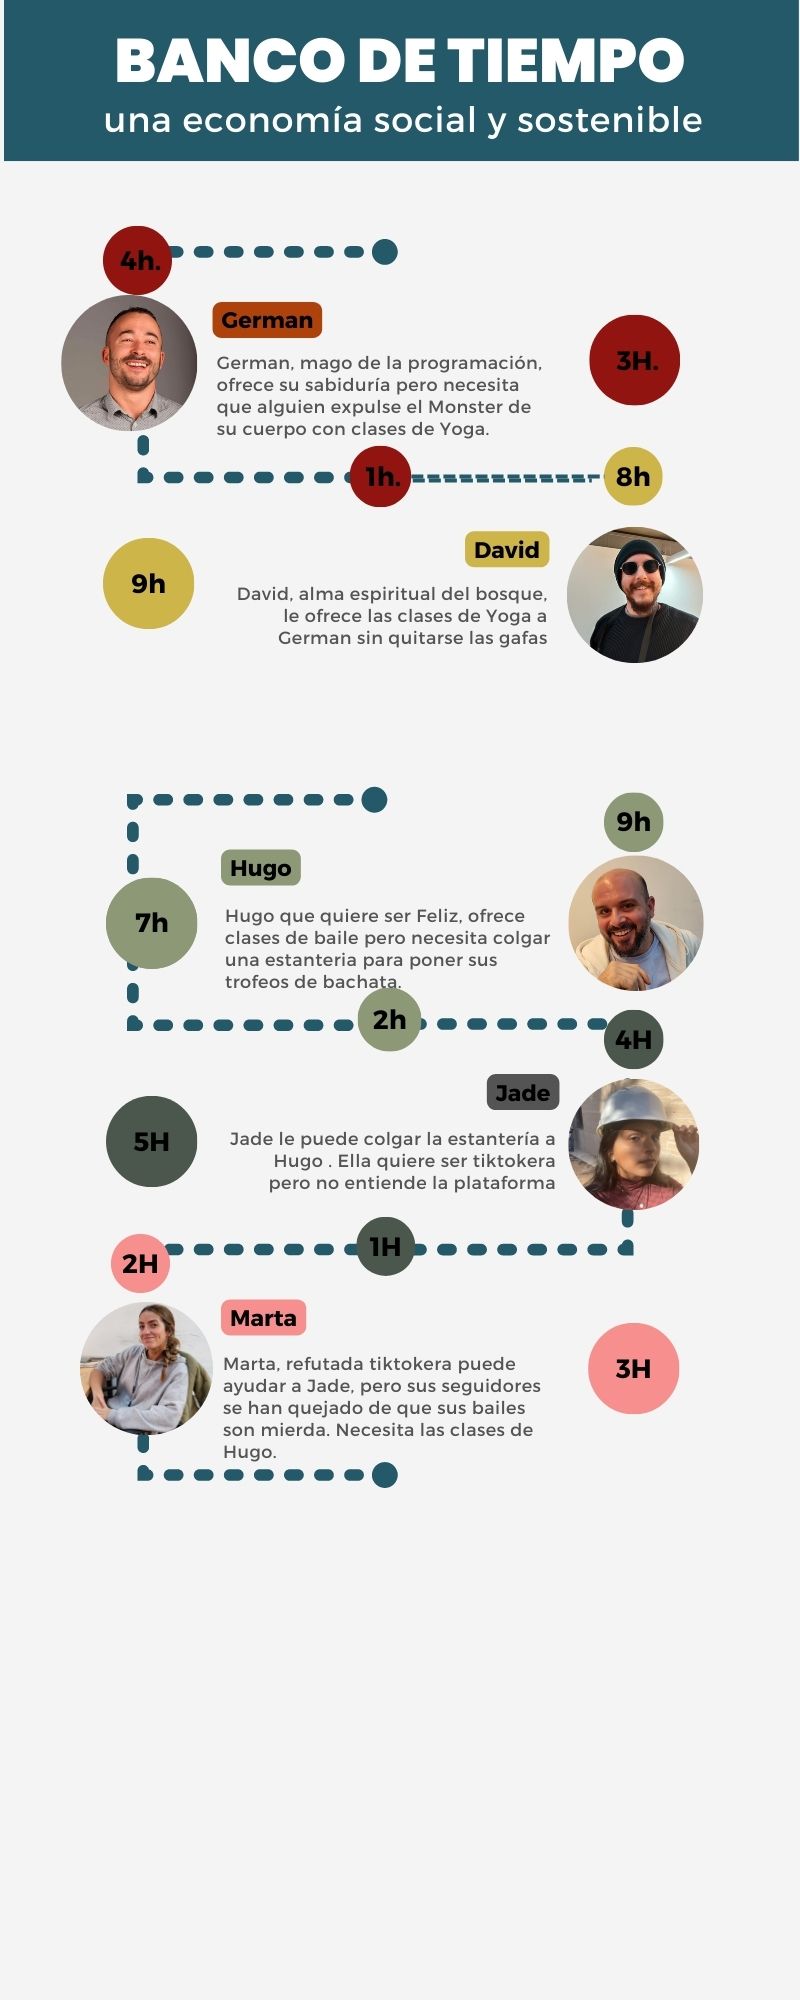 BANCO DE TIEMPO
una economía social y sostenible
4h.
German
German, mago de la programación,
ofrece su sabiduría pero necesita
que alguien expulse el Monster de
su cuerpo con clases de Yoga.
3H.
1h.
8h
David
9h
David, alma espiritual del bosque,
le ofrece las clases de Yoga a
German sin quitarse las gafas
9h
Hugo
7h
Hugo que quiere ser Feliz, ofrece
clases de baile pero necesita colgar
una estanteria para poner sus
trofeos de bachata.
2h
4H
Jade
5H
Jade le puede colgar la estantería a
Hugo . Ella quiere ser tiktokera
pero no entiende la plataforma
1H
2H
Marta
Marta, refutada tiktokera puede
ayudar a Jade, pero sus seguidores
se han quejado de que sus bailes
son mierda. Necesita las clases de
Hugo.
3H